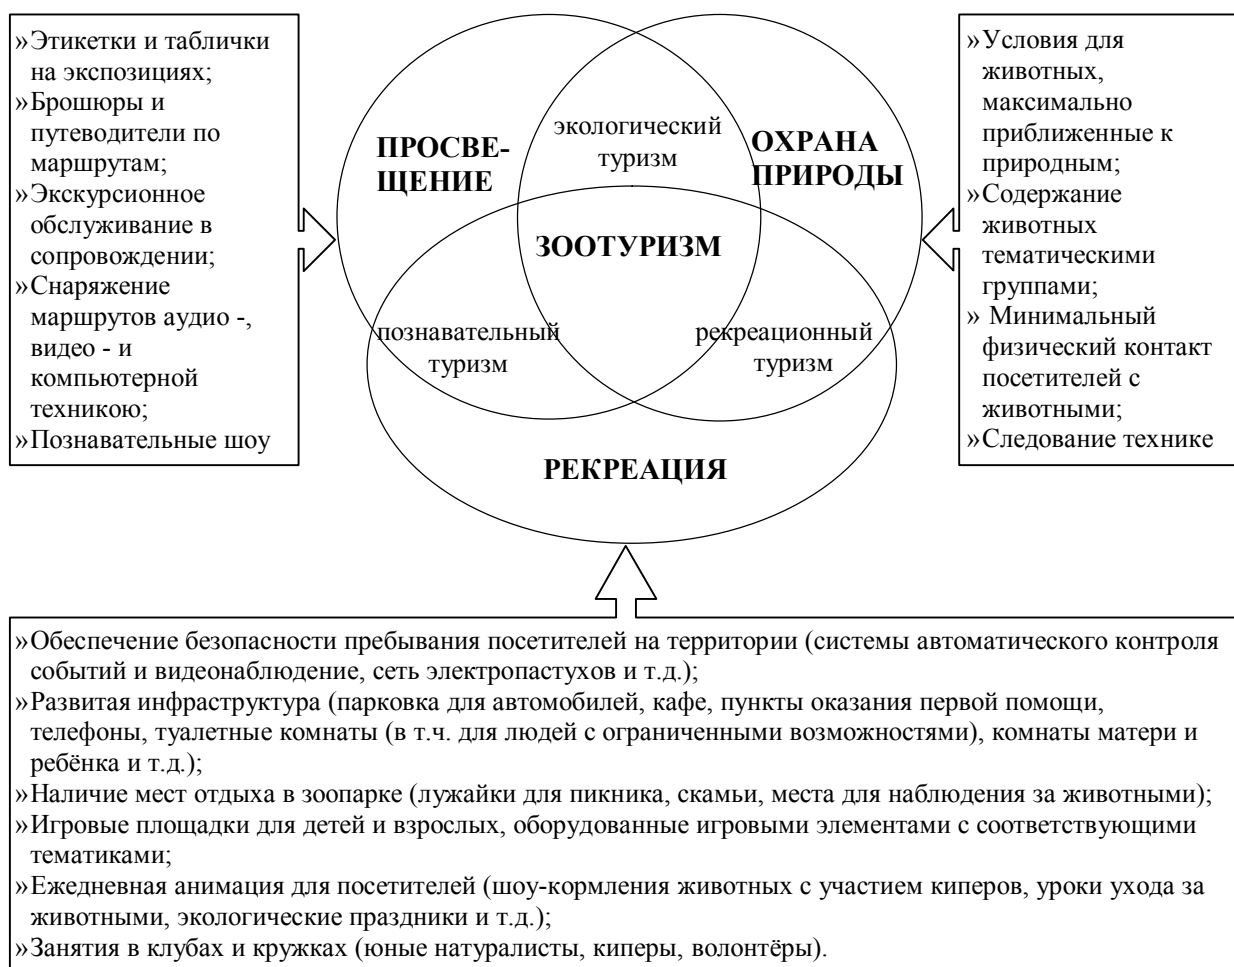 »Этикетки и таблички
на экспозициях;
»Брошюры и
путеводители по
маршрутам;
»Экскурсионное
обслуживание в
сопровождении;
»Снаряжение
маршрутов аудио -,
видео - и
компьютерной
техникою;
»Познавательные шоу
ПРОСВЕ-
ЩЕНИЕ
экологический
туризм
ОХРАНА
ПРИРОДЫ
ЗООТУРИЗМ
познавательный
туризм
рекреационный
туризм
РЕКРЕАЦИЯ
»Условия для
животных,
максимально
приближенные к
природным;
»Содержание
животных
тематическими
группами;
» Минимальный
физический контакт
посетителей с
животными;
»Следование технике
»Обеспечение безопасности пребывания посетителей на территории (системы автоматического контроля
событий и видеонаблюдение, сеть электропастухов и т.д.);
»Развитая инфраструктура (парковка для автомобилей, кафе, пункты оказания первой помощи,
телефоны, туалетные комнаты (в т.ч. для людей с ограниченными возможностями), комнаты матери и
ребёнка и т.д.);
»Наличие мест отдыха в зоопарке (лужайки для пикника, скамьи, места для наблюдения за животными);
»Игровые площадки для детей и взрослых, оборудованные игровыми элементами с соответствующими
тематиками;
»Ежедневная анимация для посетителей (шоу-кормления животных с участием киперов, уроки ухода за
животными, экологические праздники и т.д.);
»Занятия в клубах и кружках (юные натуралисты, киперы, волонтёры).